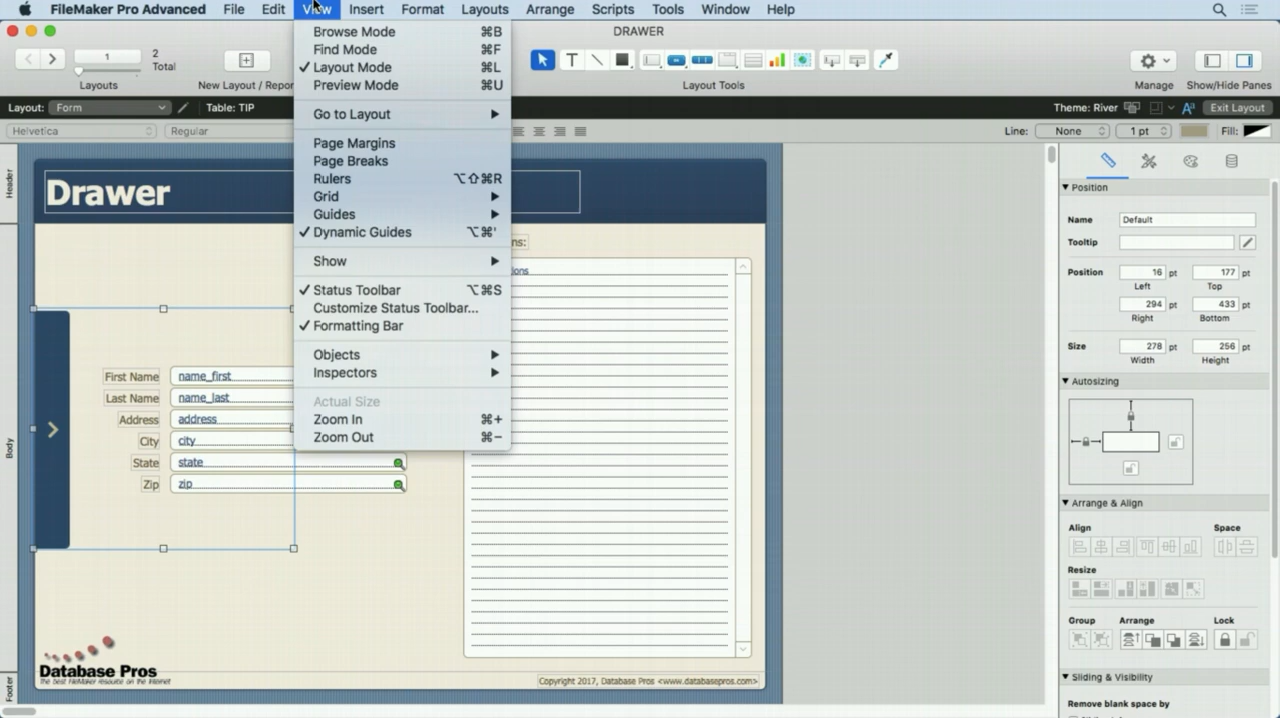 FileMaker Pro Advanced File Edit View Insert Format Layouts Arrange Scripts Tools Window Help
DRAWER
1
2
Total
Layouts
New Layout / Repor
Layout Tools
Manage
Show/Hide Panes
Layout: Form
Table: TIP
Theme: River
Exit Layout
Helvetica
Regular
Line: None
1 pt
Fill:
Browse Mode ⌘B
Find Mode ⌘F
✓ Layout Mode ⌘L
Preview Mode ⌘U
Go to Layout
Page Margins
Page Breaks
Rulers ⌥⇧⌘R
Grid
Guides
✓ Dynamic Guides ⌥⌘'
Show
✓ Status Toolbar ⌥⌘S
Customize Status Toolbar...
✓ Formatting Bar
Objects
Inspectors
Actual Size
Zoom In ⌘+
Zoom Out ⌘−
Header
Body
Footer
Drawer
ns:
ions
First Name name_first
Last Name name_last
Address address
City city
State state
Zip zip
Database Pros
The best FileMaker resource on the Internet
Copyright 2017, Database Pros <www.databasepros.com>
Position
Name Default
Tooltip
Position 16 pt 177 pt
Left Top
294 pt 433 pt
Right Bottom
Size 278 pt 256 pt
Width Height
Autosizing
Arrange & Align
Align Space
Resize
Group Arrange Lock
Sliding & Visibility
Remove blank space by